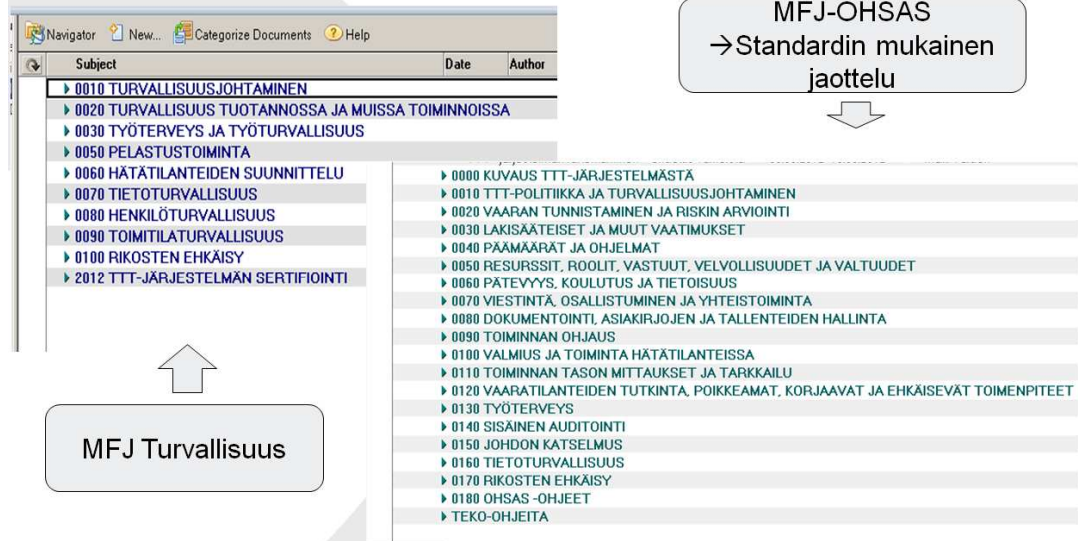 Navigator New... Categorize Documents Help
Subject Date Author
0010 TURVALLISUUSJOHTAMINEN
0020 TURVALLISUUS TUOTANNOSSA JA MUISSA TOIMINNOISSA
0030 TYÖTERVEYS JA TYÖTURVALLISUUS
0050 PELASTUSTOIMINTA
0060 HÄTÄTILANTEIDEN SUUNNITTELU
0070 TIETOTURVALLISUUS
0080 HENKILÖTURVALLISUUS
0090 TOIMITILATURVALLISUUS
0100 RIKOSTEN EHKÄISY
2012 TTT-JÄRJESTELMÄN SERTIFIOINTI
MFJ Turvallisuus
MFJ-OHSAS
→Standardin mukainen
jaottelu
0000 KUVAUS TTT-JÄRJESTELMÄSTÄ
0010 TTT-POLITIIKKA JA TURVALLISUUSJOHTAMINEN
0020 VAARAN TUNNISTAMINEN JA RISKIN ARVIOINTI
0030 LAKISÄÄTEISET JA MUUT VAATIMUKSET
0040 PÄÄMÄÄRÄT JA OHJELMAT
0050 RESURSSIT, ROOLIT, VASTUUT, VELVOLLISUUDET JA VALTUUDET
0060 PÄTEVYYS, KOULUTUS JA TIETOISUUS
0070 VIESTINTÄ, OSALLISTUMINEN JA YHTEISTOIMINTA
0080 DOKUMENTOINTI, ASIAKIRJOJEN JA TALLENTEIDEN HALLINTA
0090 TOIMINNAN OHJAUS
0100 VALMIUS JA TOIMINTA HÄTÄTILANTEISSA
0110 TOIMINNAN TASON MITTAUKSET JA TARKKAILU
0120 VAARATILANTEIDEN TUTKINTA, POIKKEAMAT, KORJAAVAT JA EHKÄISEVÄT TOIMENPITEET
0130 TYÖTERVEYS
0140 SISÄINEN AUDITOINTI
0150 JOHDON KATSELMUS
0160 TIETOTURVALLISUUS
0170 RIKOSTEN EHKÄISY
0180 OHSAS -OHJEET
TEKO-OHJEITA